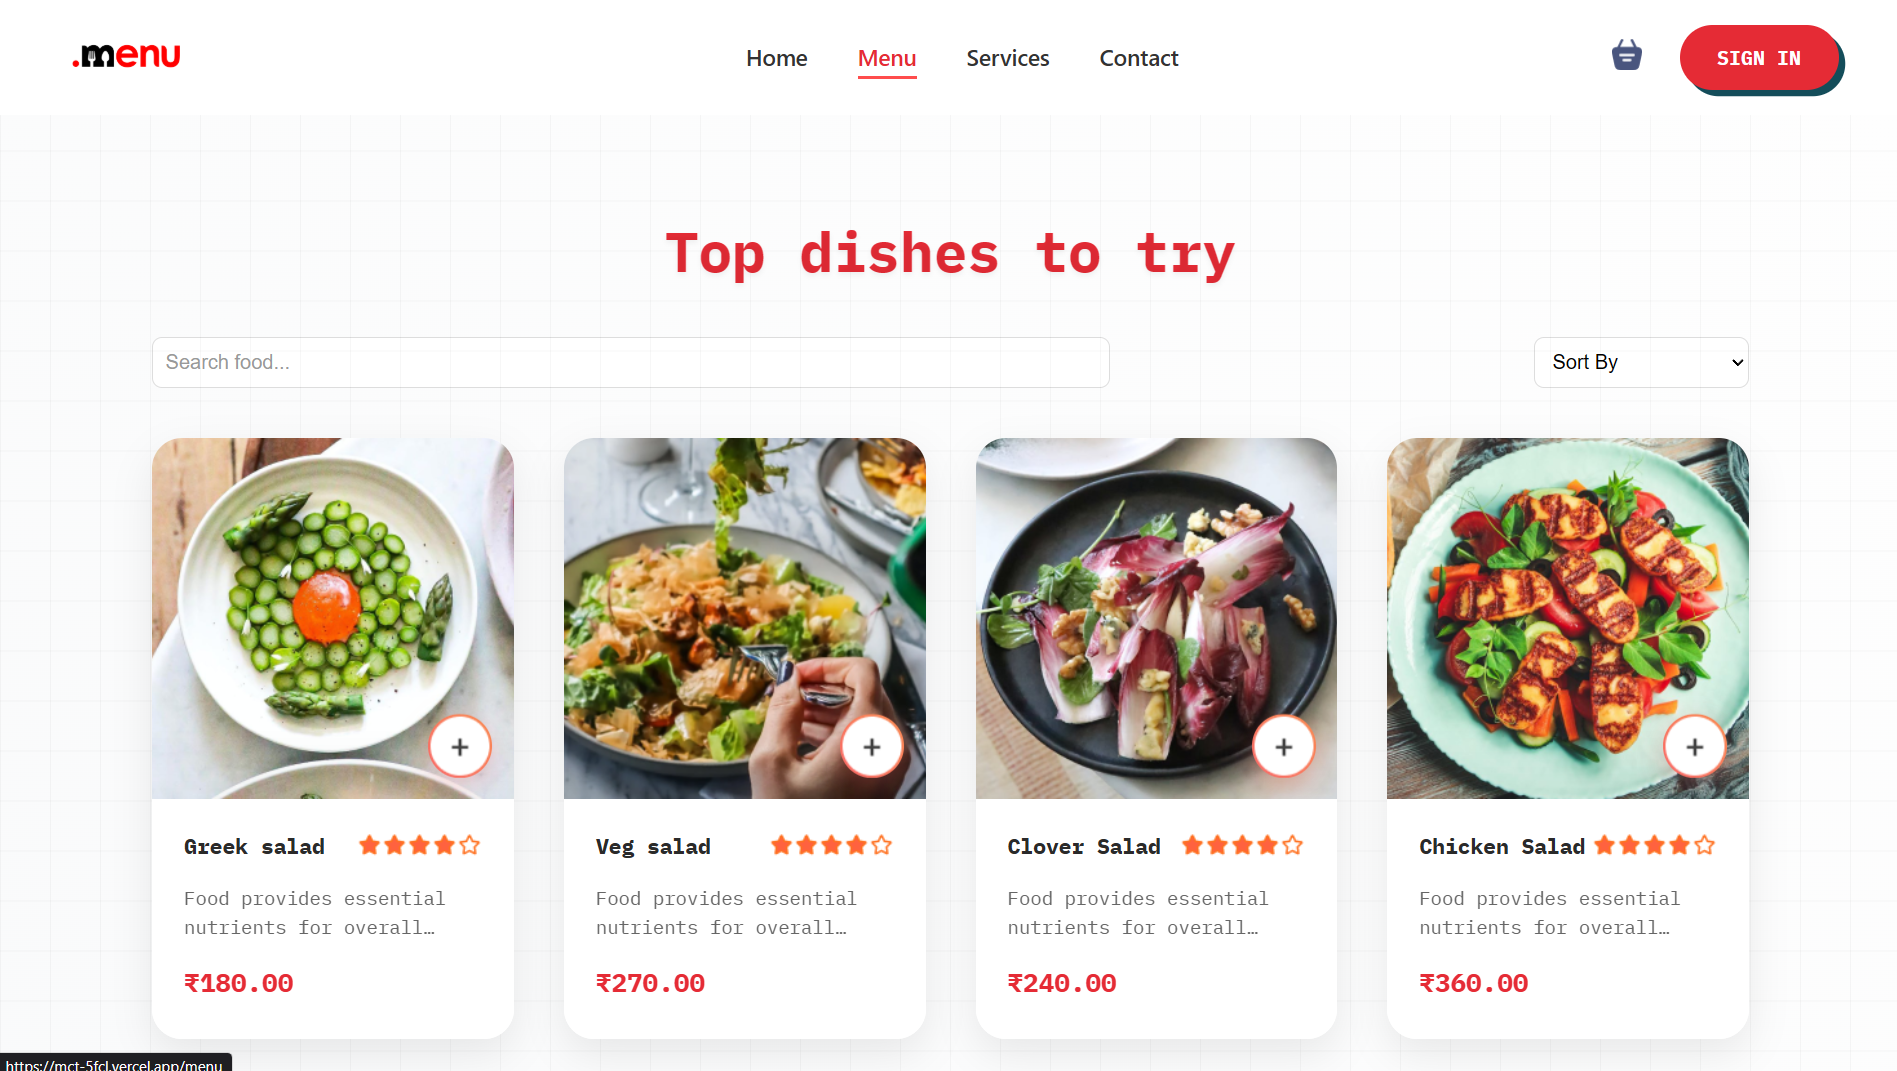 .menu
Home Menu Services Contact
SIGN IN
Top dishes to try
Search food...
Sort By
Greek salad
Food provides essential
nutrients for overall…
₹180.00
Veg salad
Food provides essential
nutrients for overall…
₹270.00
Clover Salad
Food provides essential
nutrients for overall…
₹240.00
Chicken Salad
Food provides essential
nutrients for overall…
₹360.00
https://mct-5fcl.vercel.app/menu